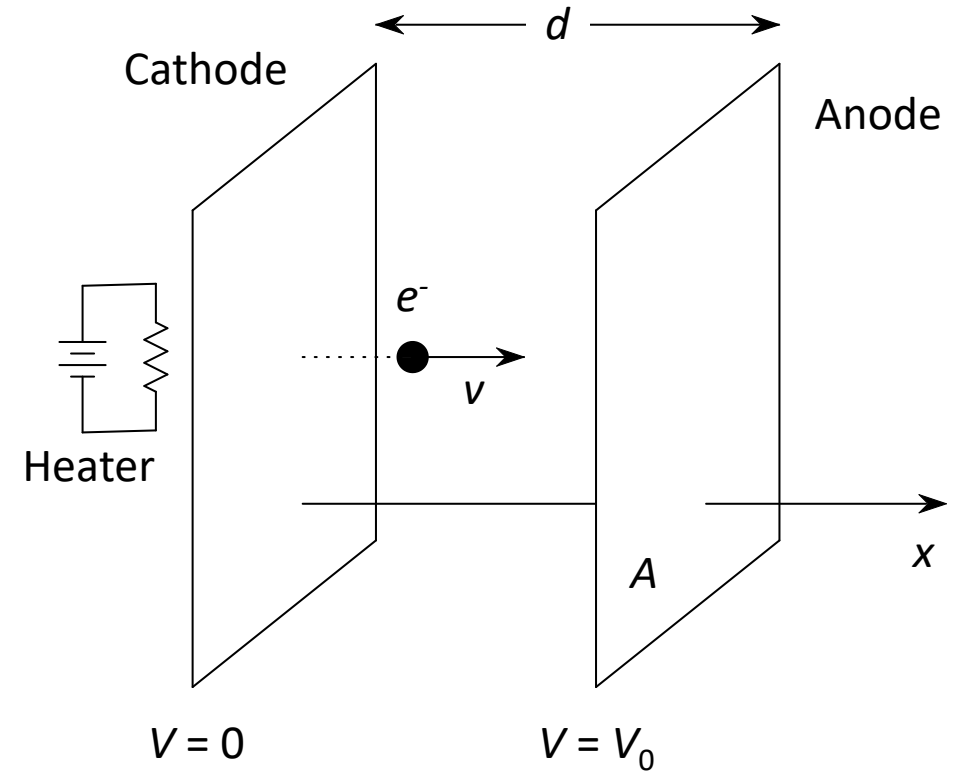 d
Cathode
Anode
e⁻
v
Heater
A
x
V = 0
V = V₀